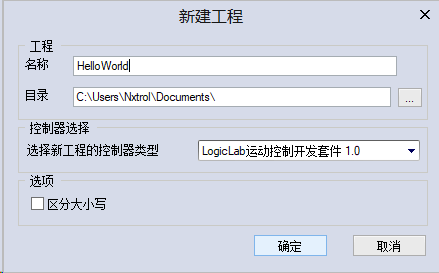 新建工程
工程
名称 HelloWorld
目录 C:\Users\Nxtrol\Documents\ ...
控制器选择
选择新工程的控制器类型 LogicLab运动控制开发套件 1.0
选项
区分大小写
确定 取消